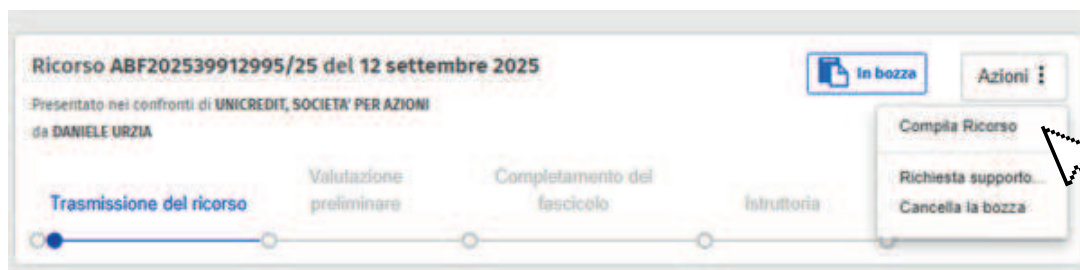 Ricorso ABF202539912995/25 del 12 settembre 2025
In bozza
Azioni
Presentato nei confronti di UNICREDIT, SOCIETA' PER AZIONI
da DANIELE URZIA
Compila Ricorso
Richiesta supporto...
Cancella la bozza
Trasmissione del ricorso
Valutazione
preliminare
Completamento del
fascicolo
Istruttoria